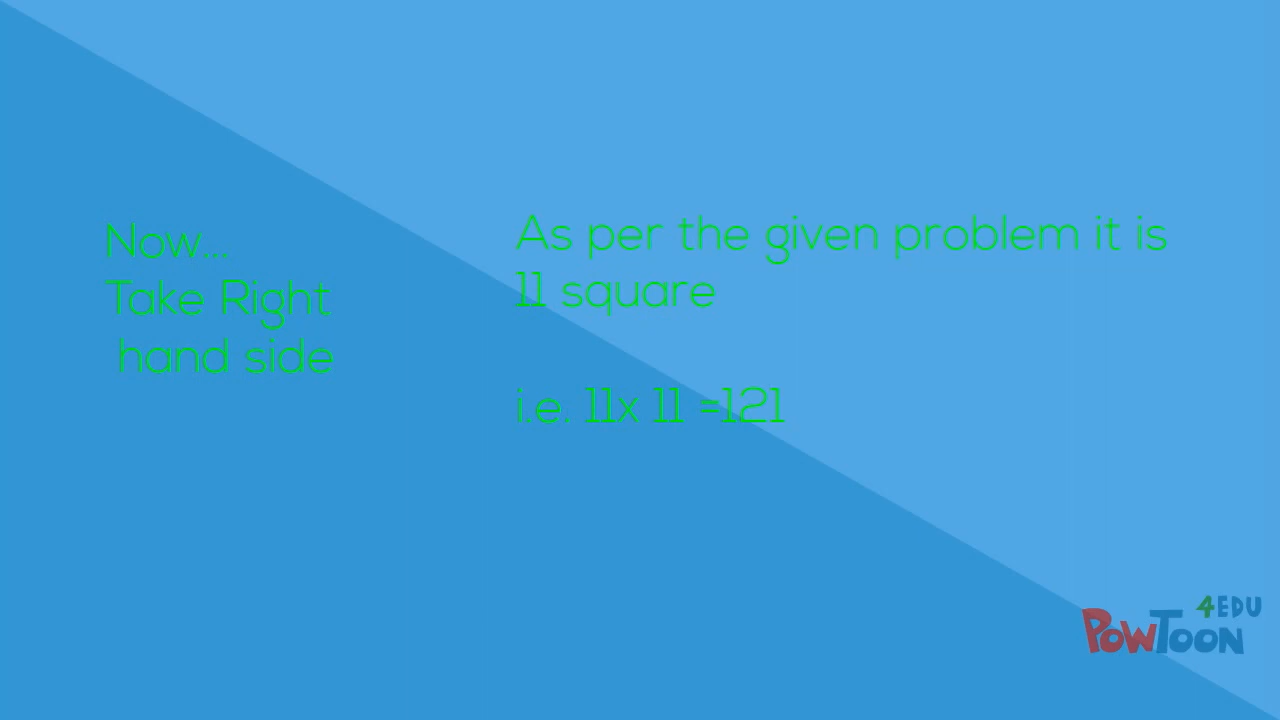 Now...
Take Right
hand side
As per the given problem it is
11 square
i.e. 11x 11 =121
4EDU
POWTOON